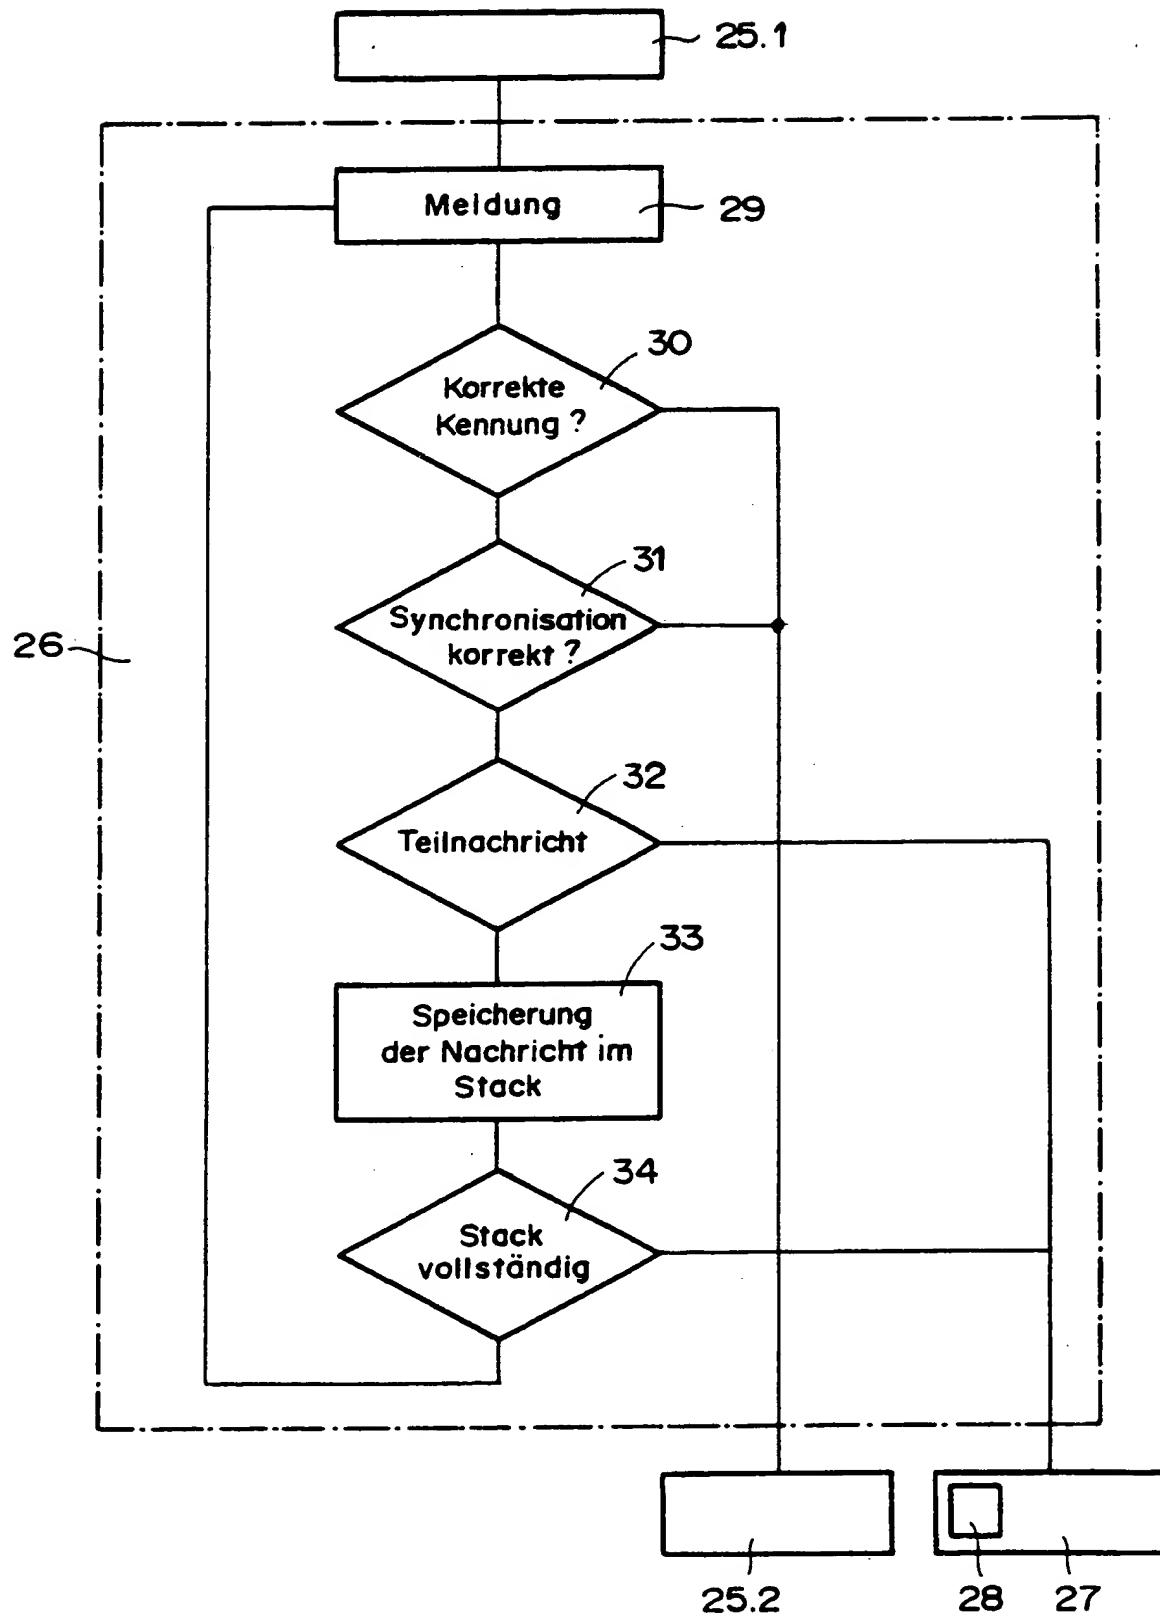 25.1
Meldung
29
30
Korrekte
Kennung ?
31
Synchronisation
korrekt ?
26
32
Teilnachricht
33
Speicherung
der Nachricht im
Stack
34
Stack
vollständig
25.2
28
27